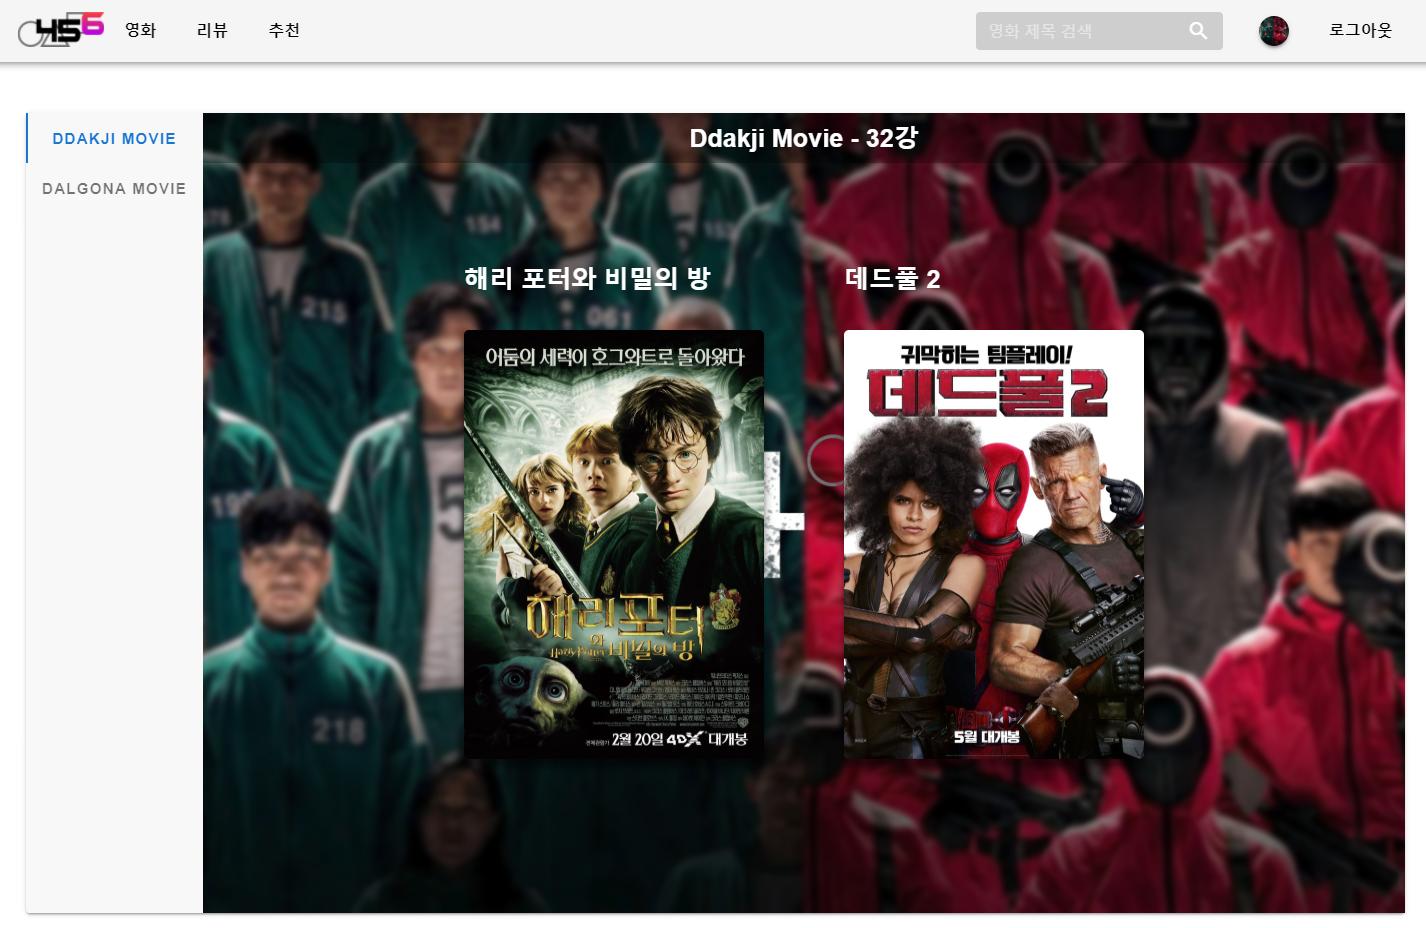 456
영화
리뷰
추천
영화 제목 검색
로그아웃
DDAKJI MOVIE
DALGONA MOVIE
Ddakji Movie - 32강
154
215
061
218
해리 포터와 비밀의 방
데드풀 2
어둠의 세력이 호그와트로 돌아왔다
해리포터
와
비밀의 방
2월 20일 4DX 대개봉
귀막히는 팀플레이!
데드풀2
5월 대개봉